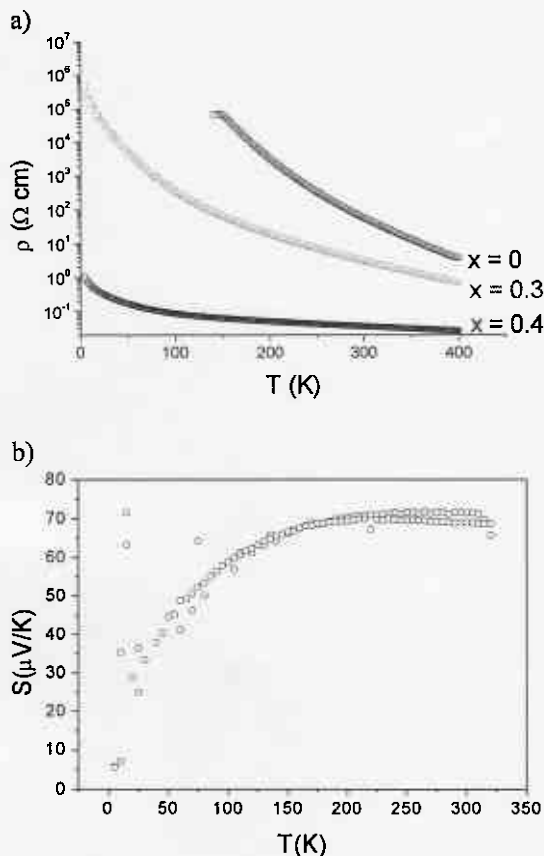 a)
10⁷
10⁶
10⁵
10⁴
10³
10²
10¹
10⁰
10⁻¹
ρ (Ω cm)
x = 0
x = 0.3
x = 0.4
0 100 200 300 400
T (K)
b)
80
70
60
50
40
30
20
10
0
S(μV/K)
0 50 100 150 200 250 300 350
T(K)